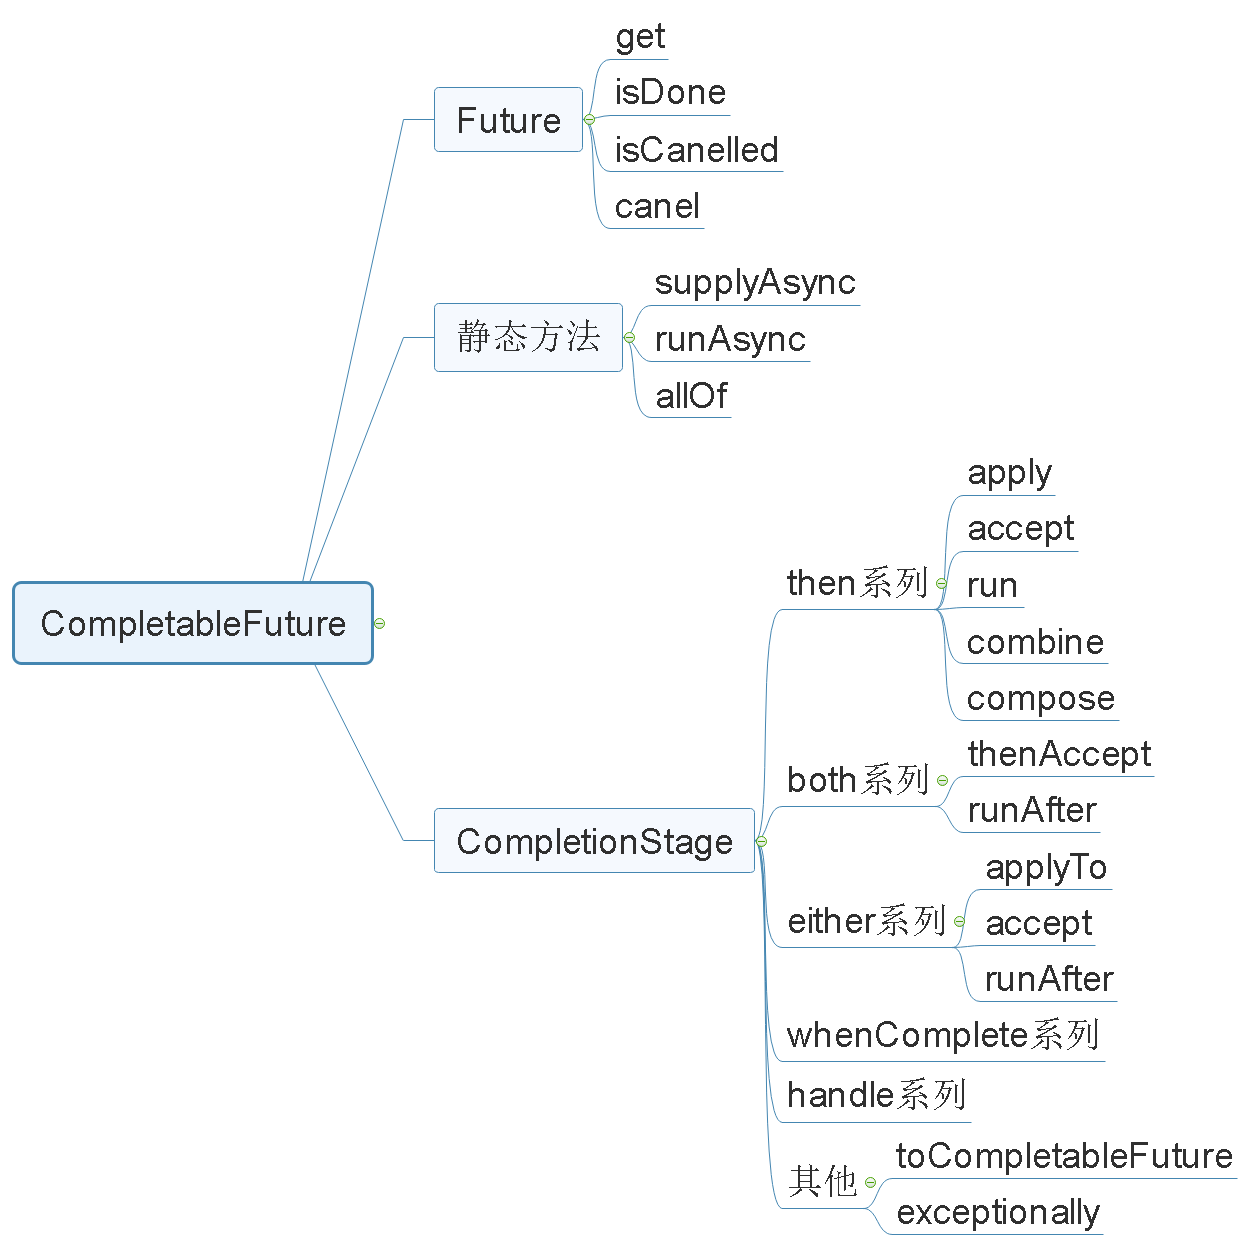 CompletableFuture
Future
get
isDone
isCanelled
canel
静态方法
supplyAsync
runAsync
allOf
CompletionStage
then系列
apply
accept
run
combine
compose
both系列
thenAccept
runAfter
either系列
applyTo
accept
runAfter
whenComplete系列
handle系列
其他
toCompletableFuture
exceptionally